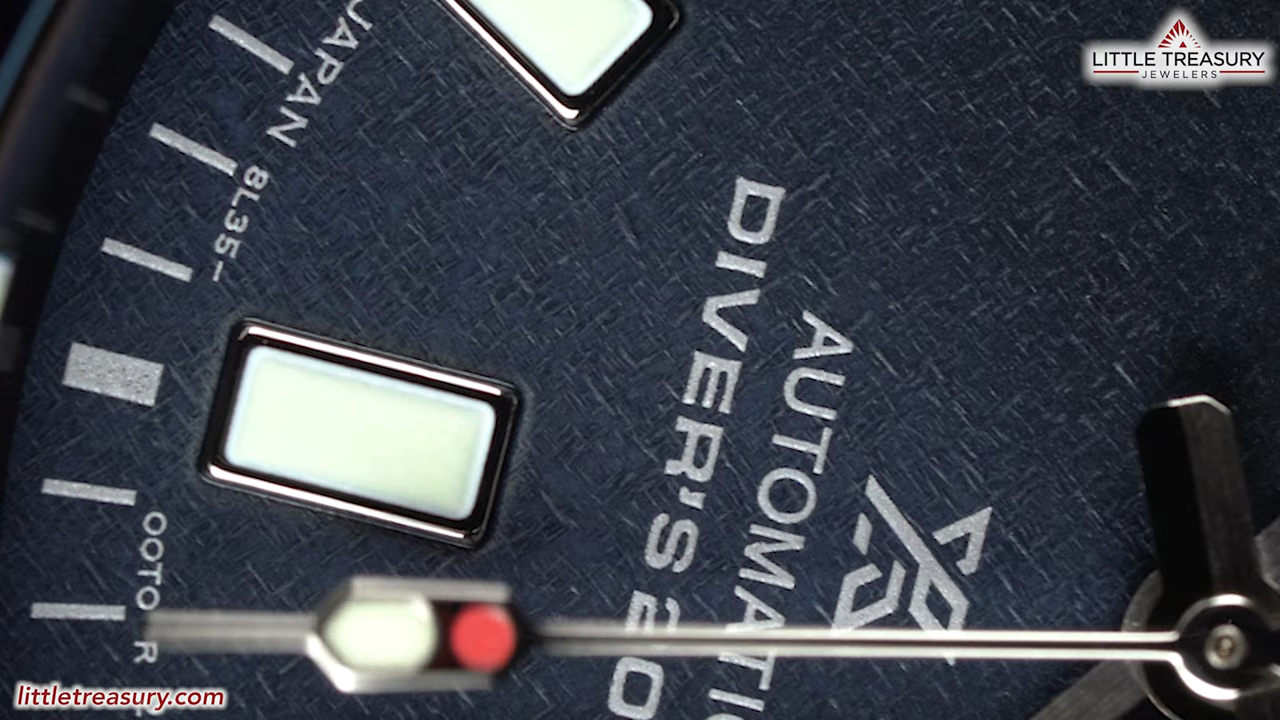 LITTLE TREASURY
JEWELERS
AUTOMATIC
DIVER'S 20
JAPAN 8L35-
OOTO R
littletreasury.com